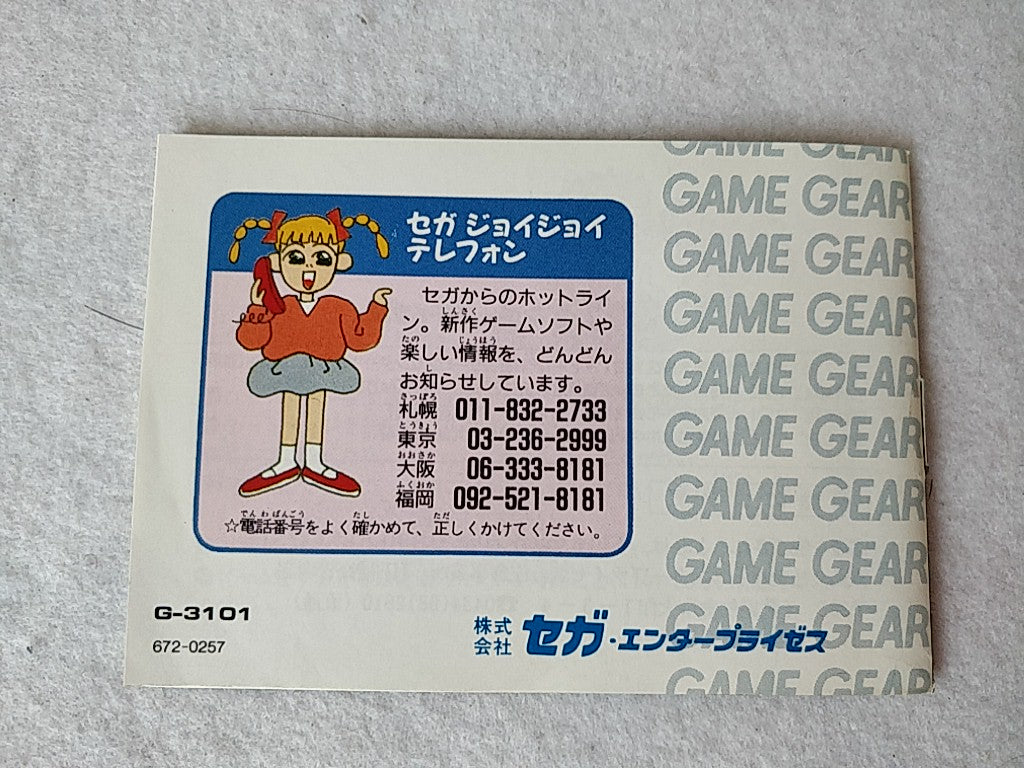 セガ ジョイジョイ
テレフォン
セガからのホットライ
ン。新作ゲームソフトや
楽しい情報を、どんどん
お知らせしています。
札幌 011-832-2733
東京 03-236-2999
大阪 06-333-8181
福岡 092-521-8181
☆電話番号をよく確かめて、正しくかけてください。
G-3101
672-0257
株式
会社 セガ・エンタープライゼス
GAME GEAR
GAME GEAR
GAME GEAR
GAME GEAR
GAME GEAR
GAME GEAR
GAME GEAR
GAME GEAR
GAME GEAR
GAME GEAR